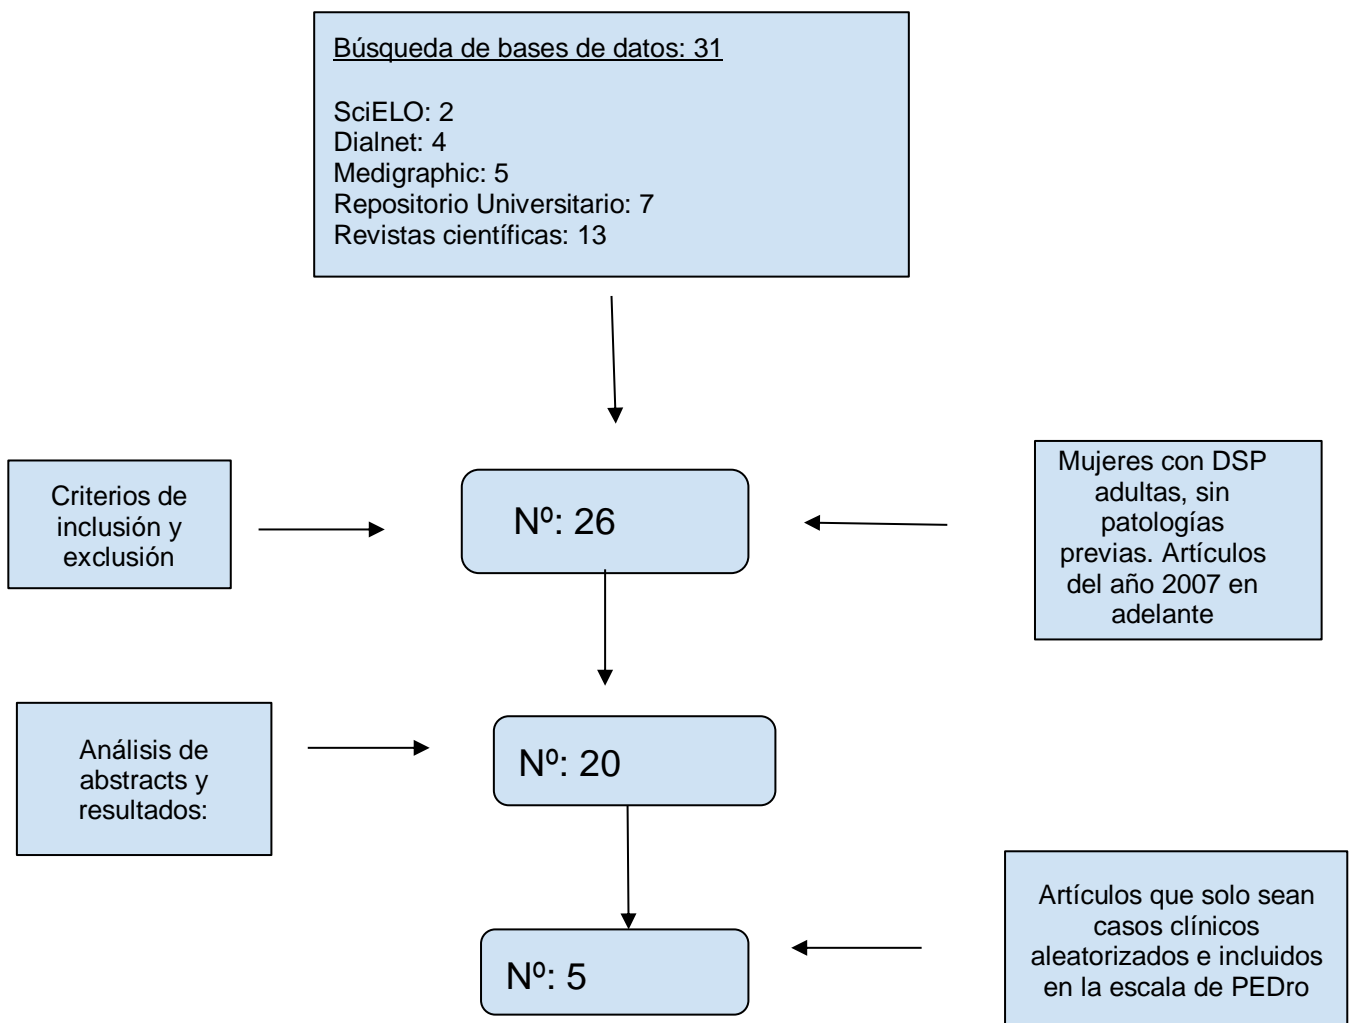 Búsqueda de bases de datos: 31
SciELO: 2
Dialnet: 4
Medigraphic: 5
Repositorio Universitario: 7
Revistas científicas: 13
Criterios de
inclusión y
exclusión
Nº: 26
Mujeres con DSP
adultas, sin
patologías
previas. Artículos
del año 2007 en
adelante
Análisis de
abstracts y
resultados:
Nº: 20
Nº: 5
Artículos que solo sean
casos clínicos
aleatorizados e incluidos
en la escala de PEDro